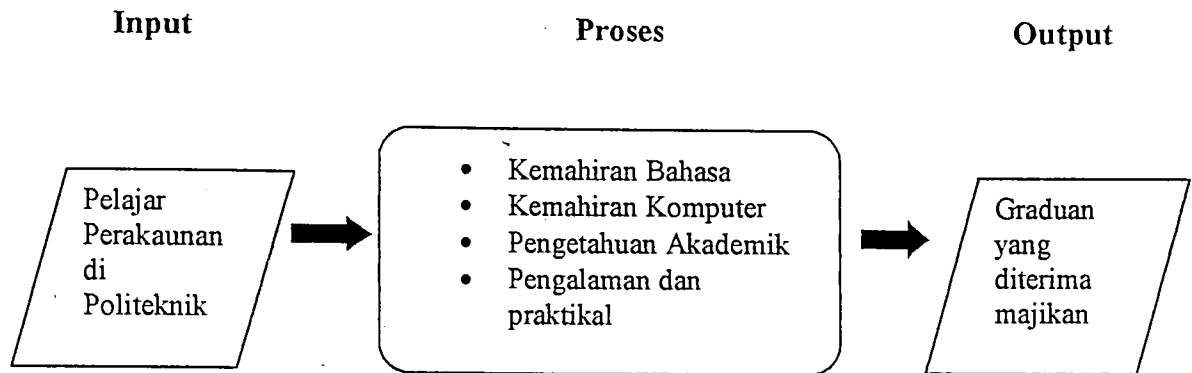 Input
Proses
Output
Pelajar
Perakaunan
di
Politeknik
• Kemahiran Bahasa
• Kemahiran Komputer
• Pengetahuan Akademik
• Pengalaman dan
praktikal
Graduan
yang
diterima
majikan